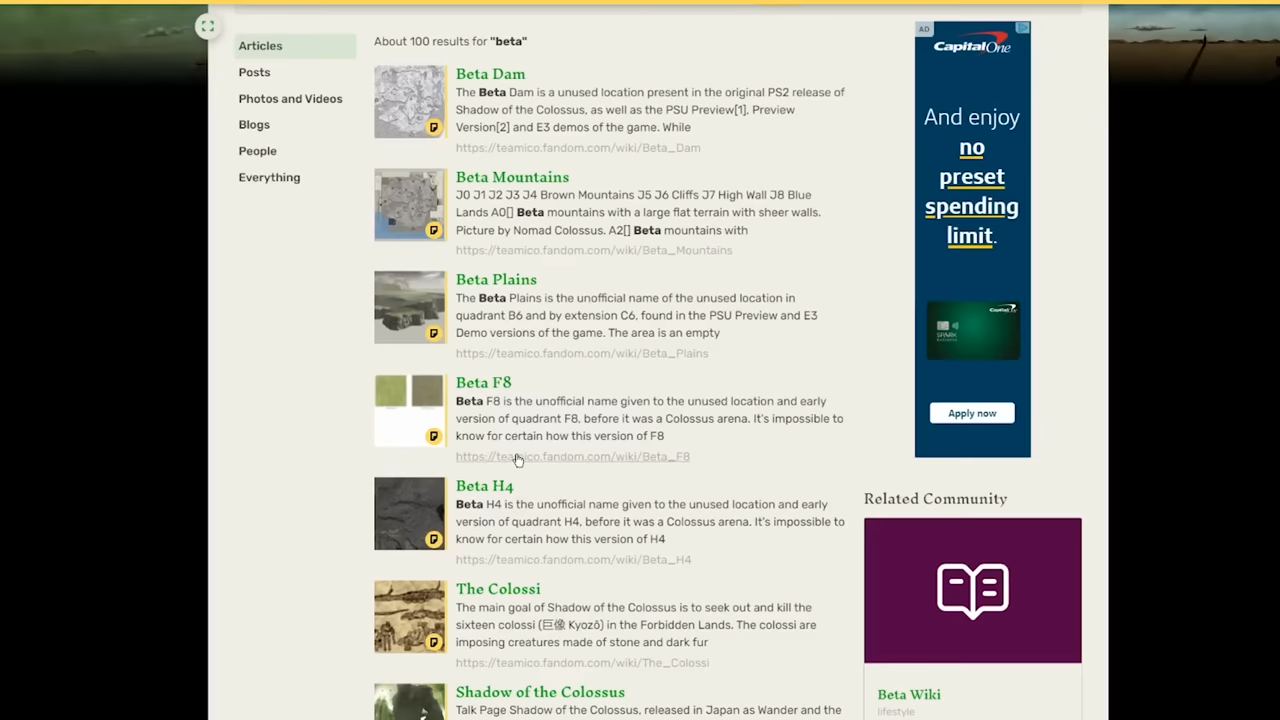 Articles
Posts
Photos and Videos
Blogs
People
Everything
About 100 results for "beta"
Beta Dam
The Beta Dam is a unused location present in the original PS2 release of
Shadow of the Colossus, as well as the PSU Preview[1]. Preview
Version[2] and E3 demos of the game. While
https://teamico.fandom.com/wiki/Beta_Dam
Beta Mountains
J0 J1 J2 J3 J4 Brown Mountains J5 J6 Cliffs J7 High Wall J8 Blue
Lands A0[] Beta mountains with a large flat terrain with sheer walls.
Picture by Nomad Colossus. A2[] Beta mountains with
https://teamico.fandom.com/wiki/Beta_Mountains
Beta Plains
The Beta Plains is the unofficial name of the unused location in
quadrant B6 and by extension C6, found in the PSU Preview and E3
Demo versions of the game. The area is an empty
https://teamico.fandom.com/wiki/Beta_Plains
Beta F8
Beta F8 is the unofficial name given to the unused location and early
version of quadrant F8, before it was a Colossus arena. It's impossible to
know for certain how this version of F8
https://teamico.fandom.com/wiki/Beta_F8
Beta H4
Beta H4 is the unofficial name given to the unused location and early
version of quadrant H4, before it was a Colossus arena. It's impossible to
know for certain how this version of H4
https://teamico.fandom.com/wiki/Beta_H4
The Colossi
The main goal of Shadow of the Colossus is to seek out and kill the
sixteen colossi (巨像 Kyozō) in the Forbidden Lands. The colossi are
imposing creatures made of stone and dark fur
https://teamico.fandom.com/wiki/The_Colossi
Shadow of the Colossus
Talk Page Shadow of the Colossus, released in Japan as Wander and the
AD
Capital One
And enjoy
no
preset
spending
limit.
Capital One
Apply now
Related Community
Beta Wiki
lifestyle